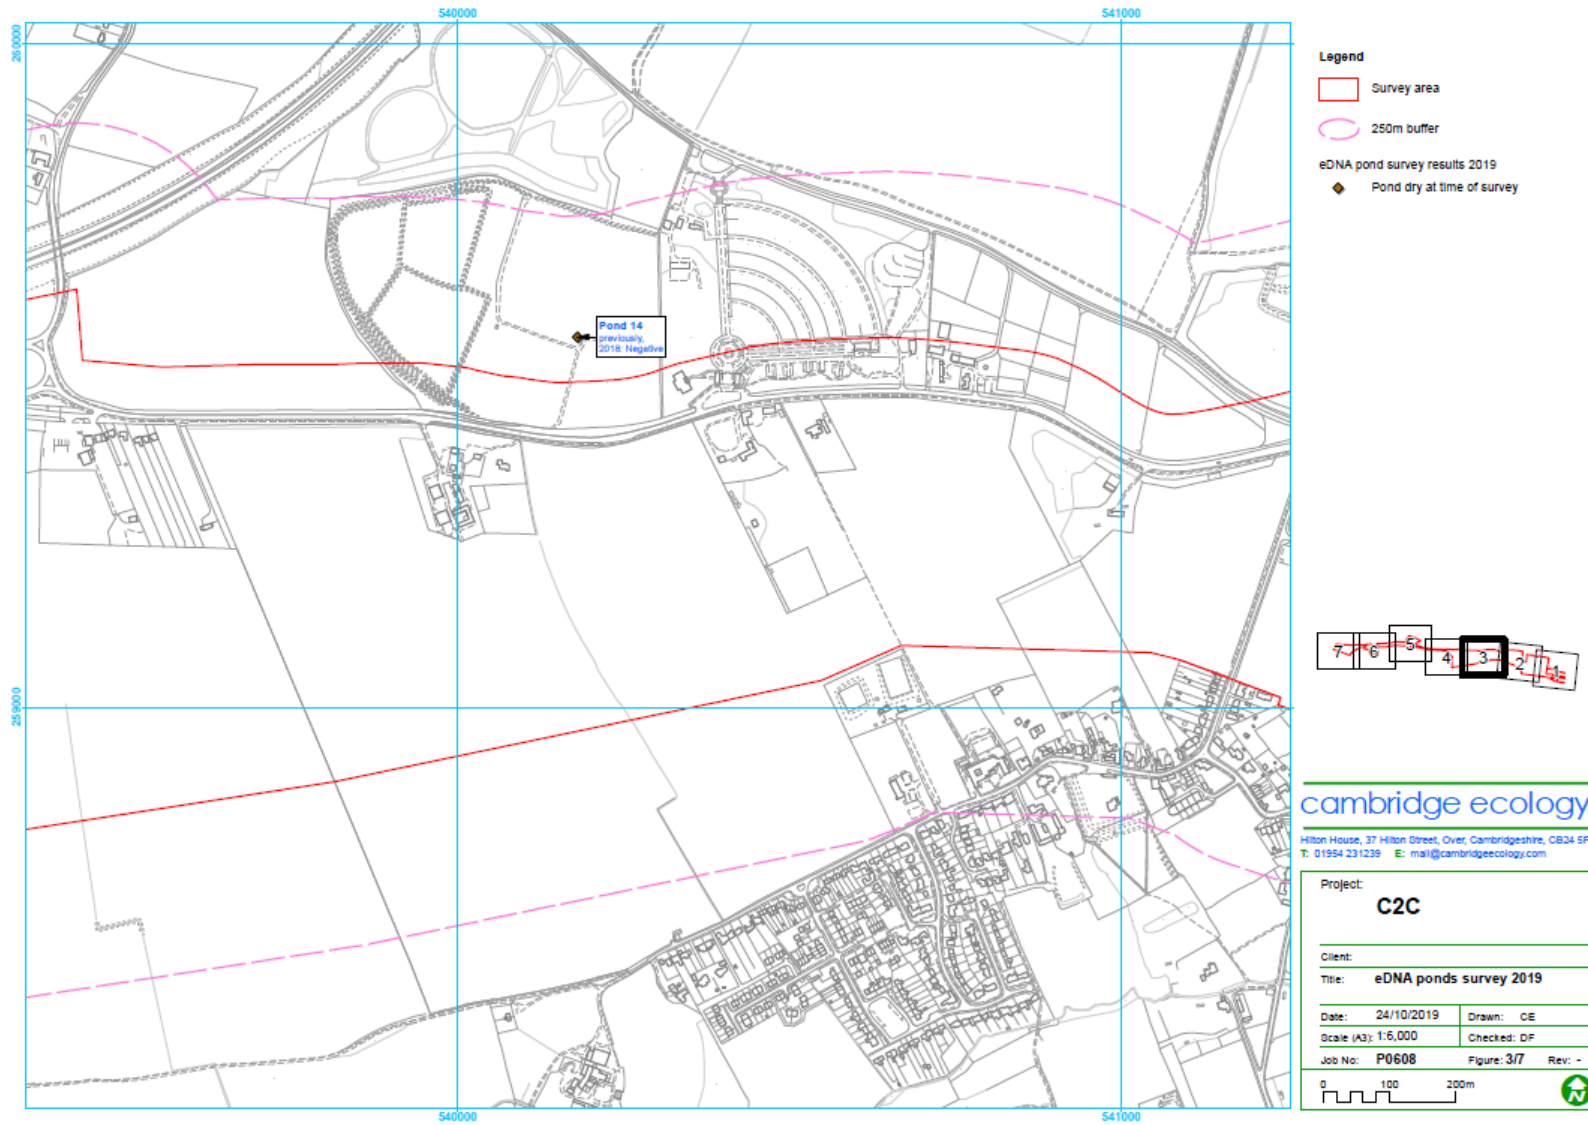 540000
541000
260000
259000
540000
541000
Pond 14
previously,
2018: Negative
Legend
Survey area
250m buffer
eDNA pond survey results 2019
Pond dry at time of survey
7
6
5
4
3
2
1
cambridge ecology
Hilton House, 37 Hilton Street, Over, Cambridgeshire, CB24 5P
T: 01954 231239 E: mail@cambridgeecology.com
Project:
C2C
Client:
Title: eDNA ponds survey 2019
Date: 24/10/2019 Drawn: CE
Scale (A3): 1:6,000 Checked: DF
Job No: P0608 Figure: 3/7 Rev: -
0 100 200m
N